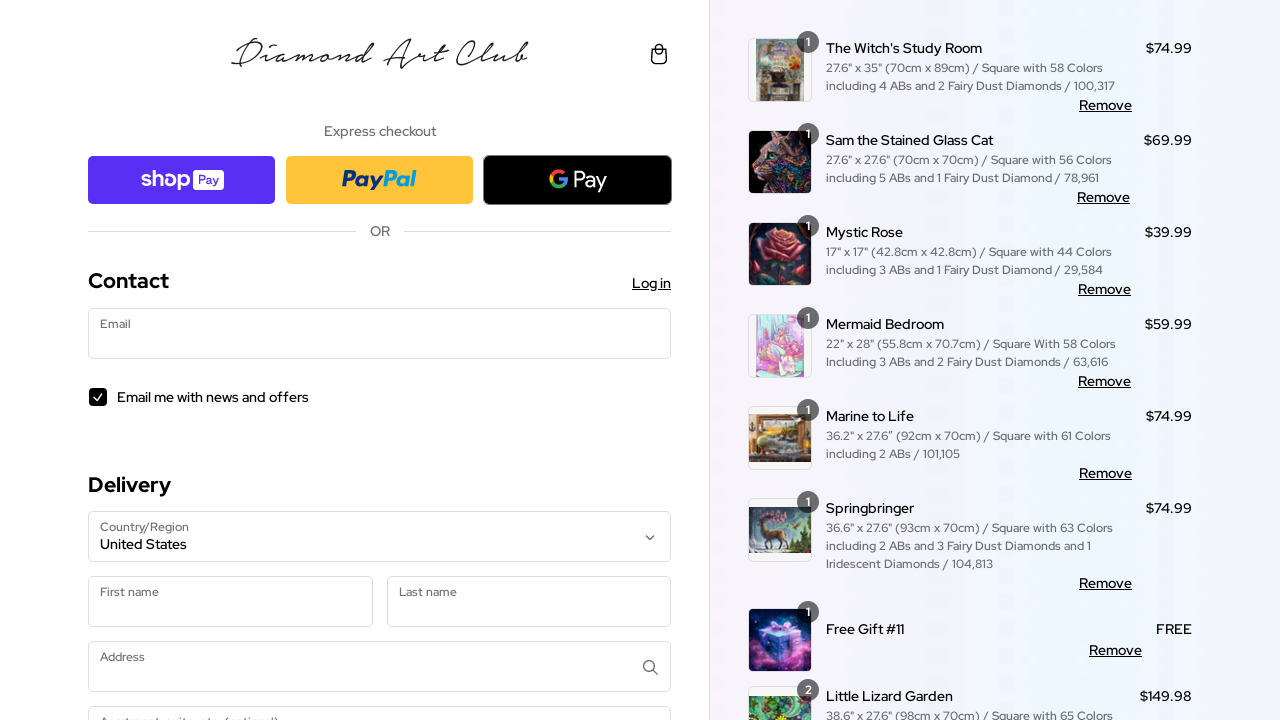 Diamond Art Club
Express checkout
shop Pay
PayPal
G Pay
OR
Contact
Log in
Email
Email me with news and offers
Delivery
Country/Region
United States
First name
Last name
Address
1
The Witch's Study Room
$74.99
27.6" x 35" (70cm x 89cm) / Square with 58 Colors
including 4 ABs and 2 Fairy Dust Diamonds / 100,317
Remove
1
Sam the Stained Glass Cat
$69.99
27.6" x 27.6" (70cm x 70cm) / Square with 56 Colors
including 5 ABs and 1 Fairy Dust Diamond / 78,961
Remove
1
Mystic Rose
$39.99
17" x 17" (42.8cm x 42.8cm) / Square with 44 Colors
including 3 ABs and 1 Fairy Dust Diamond / 29,584
Remove
1
Mermaid Bedroom
$59.99
22" x 28" (55.8cm x 70.7cm) / Square With 58 Colors
Including 3 ABs and 2 Fairy Dust Diamonds / 63,616
Remove
1
Marine to Life
$74.99
36.2" x 27.6″ (92cm x 70cm) / Square with 61 Colors
including 2 ABs / 101,105
Remove
1
Springbringer
$74.99
36.6" x 27.6" (93cm x 70cm) / Square with 63 Colors
including 2 ABs and 3 Fairy Dust Diamonds and 1
Iridescent Diamonds / 104,813
Remove
1
Free Gift #11
FREE
Remove
2
Little Lizard Garden
$149.98
38.6" x 27.6" (98cm x 70cm) / Square with 65 Colors